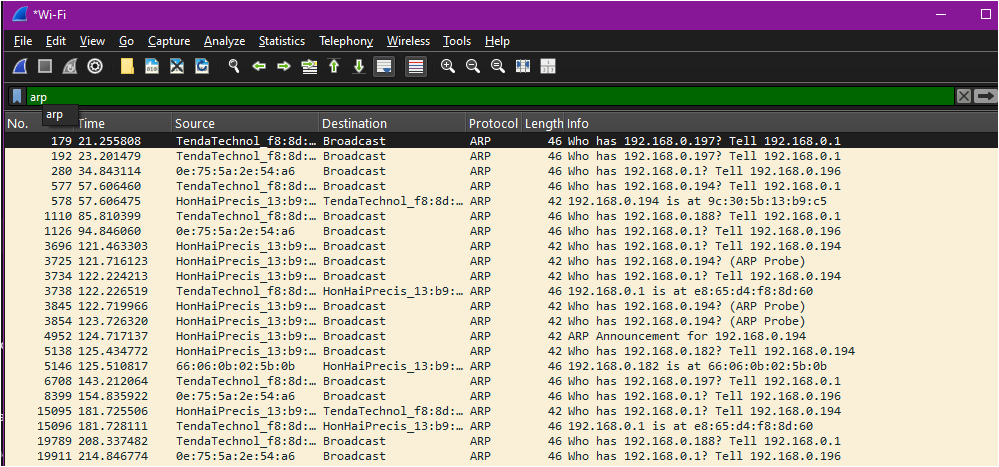 *Wi-Fi
File Edit View Go Capture Analyze Statistics Telephony Wireless Tools Help
arp
arp
No. Time Source Destination Protocol Length Info
179 21.255808 TendaTechnol_f8:8d:… Broadcast ARP 46 Who has 192.168.0.197? Tell 192.168.0.1
192 23.201479 TendaTechnol_f8:8d:… Broadcast ARP 46 Who has 192.168.0.197? Tell 192.168.0.1
280 34.843114 0e:75:5a:2e:54:a6 Broadcast ARP 46 Who has 192.168.0.1? Tell 192.168.0.196
577 57.606460 TendaTechnol_f8:8d:… Broadcast ARP 46 Who has 192.168.0.194? Tell 192.168.0.1
578 57.606475 HonHaiPrecis_13:b9:… TendaTechnol_f8:8d:… ARP 42 192.168.0.194 is at 9c:30:5b:13:b9:c5
1110 85.810399 TendaTechnol_f8:8d:… Broadcast ARP 46 Who has 192.168.0.188? Tell 192.168.0.1
1126 94.846060 0e:75:5a:2e:54:a6 Broadcast ARP 46 Who has 192.168.0.1? Tell 192.168.0.196
3696 121.463303 HonHaiPrecis_13:b9:… Broadcast ARP 42 Who has 192.168.0.1? Tell 192.168.0.194
3725 121.716123 HonHaiPrecis_13:b9:… Broadcast ARP 42 Who has 192.168.0.194? (ARP Probe)
3734 122.224213 HonHaiPrecis_13:b9:… Broadcast ARP 42 Who has 192.168.0.1? Tell 192.168.0.194
3738 122.226519 TendaTechnol_f8:8d:… HonHaiPrecis_13:b9:… ARP 46 192.168.0.1 is at e8:65:d4:f8:8d:60
3845 122.719966 HonHaiPrecis_13:b9:… Broadcast ARP 42 Who has 192.168.0.194? (ARP Probe)
3854 123.726320 HonHaiPrecis_13:b9:… Broadcast ARP 42 Who has 192.168.0.194? (ARP Probe)
4952 124.717137 HonHaiPrecis_13:b9:… Broadcast ARP 42 ARP Announcement for 192.168.0.194
5138 125.434772 HonHaiPrecis_13:b9:… Broadcast ARP 42 Who has 192.168.0.182? Tell 192.168.0.194
5146 125.510817 66:06:0b:02:5b:0b HonHaiPrecis_13:b9:… ARP 46 192.168.0.182 is at 66:06:0b:02:5b:0b
6708 143.212064 TendaTechnol_f8:8d:… Broadcast ARP 46 Who has 192.168.0.197? Tell 192.168.0.1
8399 154.835922 0e:75:5a:2e:54:a6 Broadcast ARP 46 Who has 192.168.0.1? Tell 192.168.0.196
15095 181.725506 HonHaiPrecis_13:b9:… TendaTechnol_f8:8d:… ARP 42 Who has 192.168.0.1? Tell 192.168.0.194
15096 181.728111 TendaTechnol_f8:8d:… HonHaiPrecis_13:b9:… ARP 46 192.168.0.1 is at e8:65:d4:f8:8d:60
19789 208.337482 TendaTechnol_f8:8d:… Broadcast ARP 46 Who has 192.168.0.188? Tell 192.168.0.1
19911 214.846774 0e:75:5a:2e:54:a6 Broadcast ARP 46 Who has 192.168.0.1? Tell 192.168.0.196